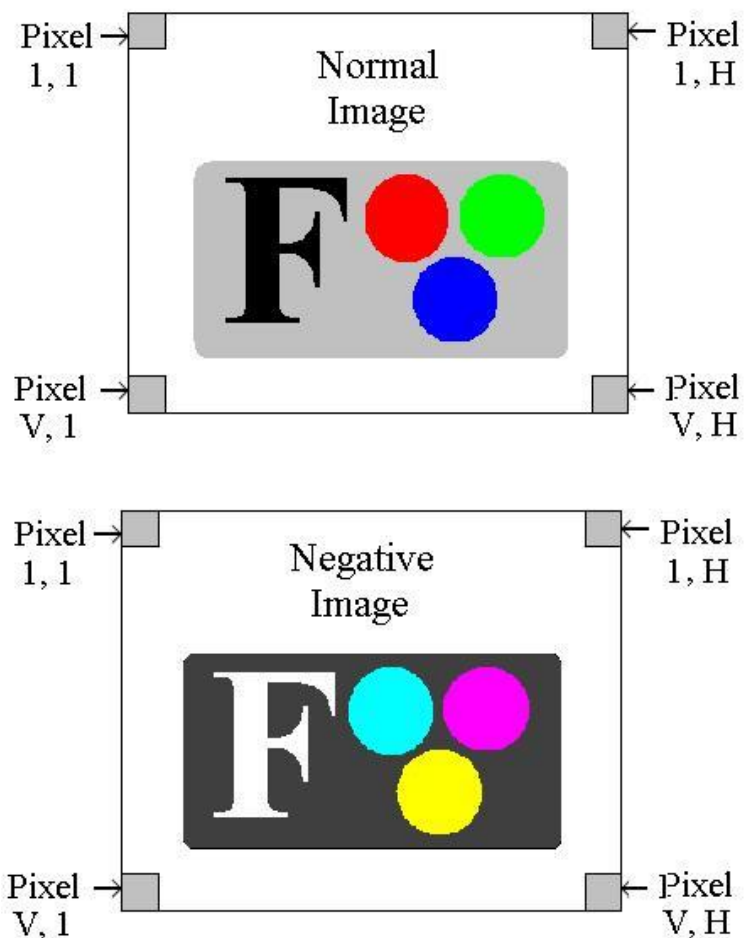 Pixel
1, 1
Pixel
1, H
Normal
Image
F
Pixel
V, 1
Pixel
V, H
Pixel
1, 1
Pixel
1, H
Negative
Image
F
Pixel
V, 1
Pixel
V, H